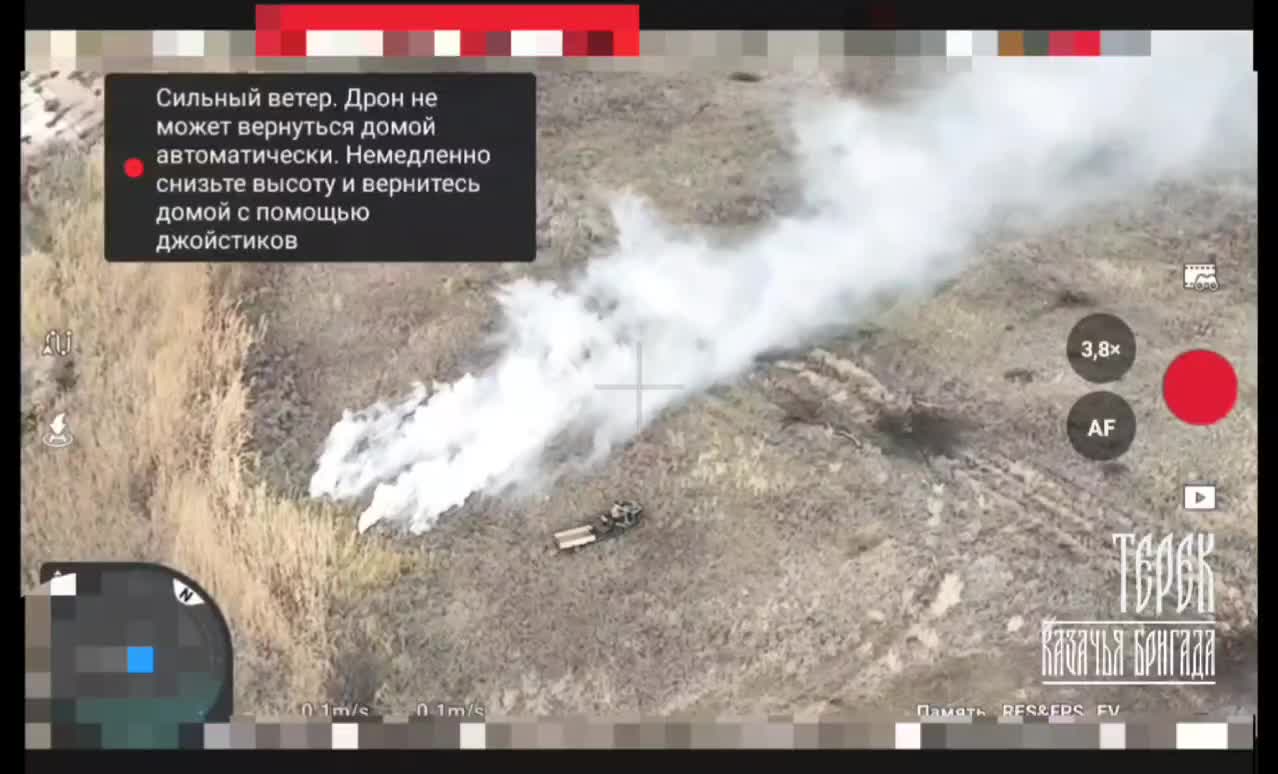 Сильный ветер. Дрон не
может вернуться домой
автоматически. Немедленно
снизьте высоту и вернитесь
домой с помощью
джойстиков
3,8×
AF
N
ТЕРЕК
КАЗАЧЬЯ БРИГАДА
0.1m/s 0.1m/s
Память RES&FPS EV